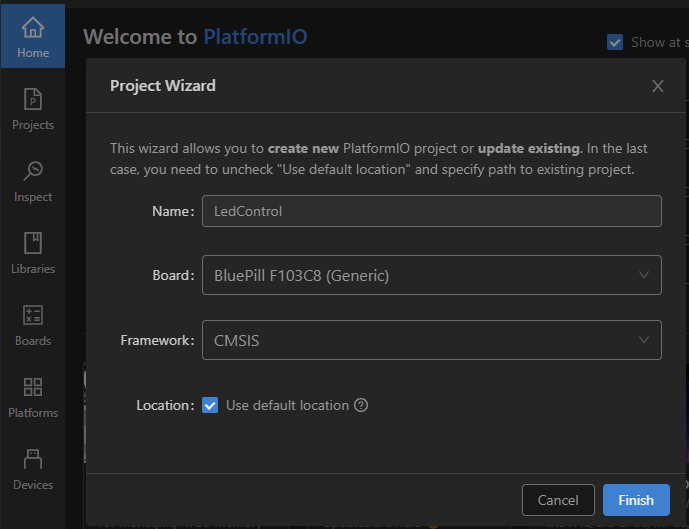 Welcome to PlatformIO
Show at s
Home
Projects
Inspect
Libraries
Boards
Platforms
Devices
Project Wizard
This wizard allows you to create new PlatformIO project or update existing. In the last
case, you need to uncheck "Use default location" and specify path to existing project.
Name:
LedControl
Board:
BluePill F103C8 (Generic)
Framework:
CMSIS
Location:
Use default location
Cancel
Finish